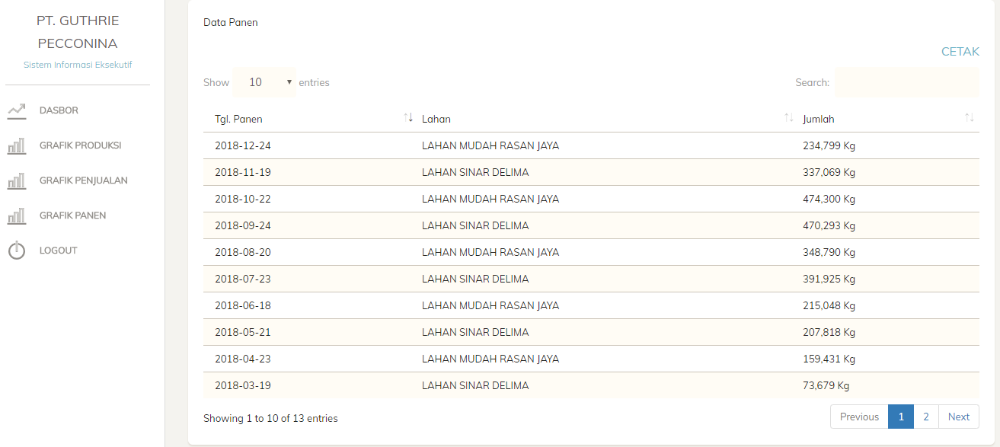 PT. GUTHRIE
PECCONINA
Sistem Informasi Eksekutif
DASBOR
GRAFIK PRODUKSI
GRAFIK PENJUALAN
GRAFIK PANEN
LOGOUT
Data Panen
CETAK
Show 10 entries Search:
Tgl. Panen Lahan Jumlah
2018-12-24 LAHAN MUDAH RASAN JAYA 234,799 Kg
2018-11-19 LAHAN SINAR DELIMA 337,069 Kg
2018-10-22 LAHAN MUDAH RASAN JAYA 474,300 Kg
2018-09-24 LAHAN SINAR DELIMA 470,293 Kg
2018-08-20 LAHAN MUDAH RASAN JAYA 348,790 Kg
2018-07-23 LAHAN SINAR DELIMA 391,925 Kg
2018-06-18 LAHAN MUDAH RASAN JAYA 215,048 Kg
2018-05-21 LAHAN SINAR DELIMA 207,818 Kg
2018-04-23 LAHAN MUDAH RASAN JAYA 159,431 Kg
2018-03-19 LAHAN SINAR DELIMA 73,679 Kg
Showing 1 to 10 of 13 entries Previous 1 2 Next